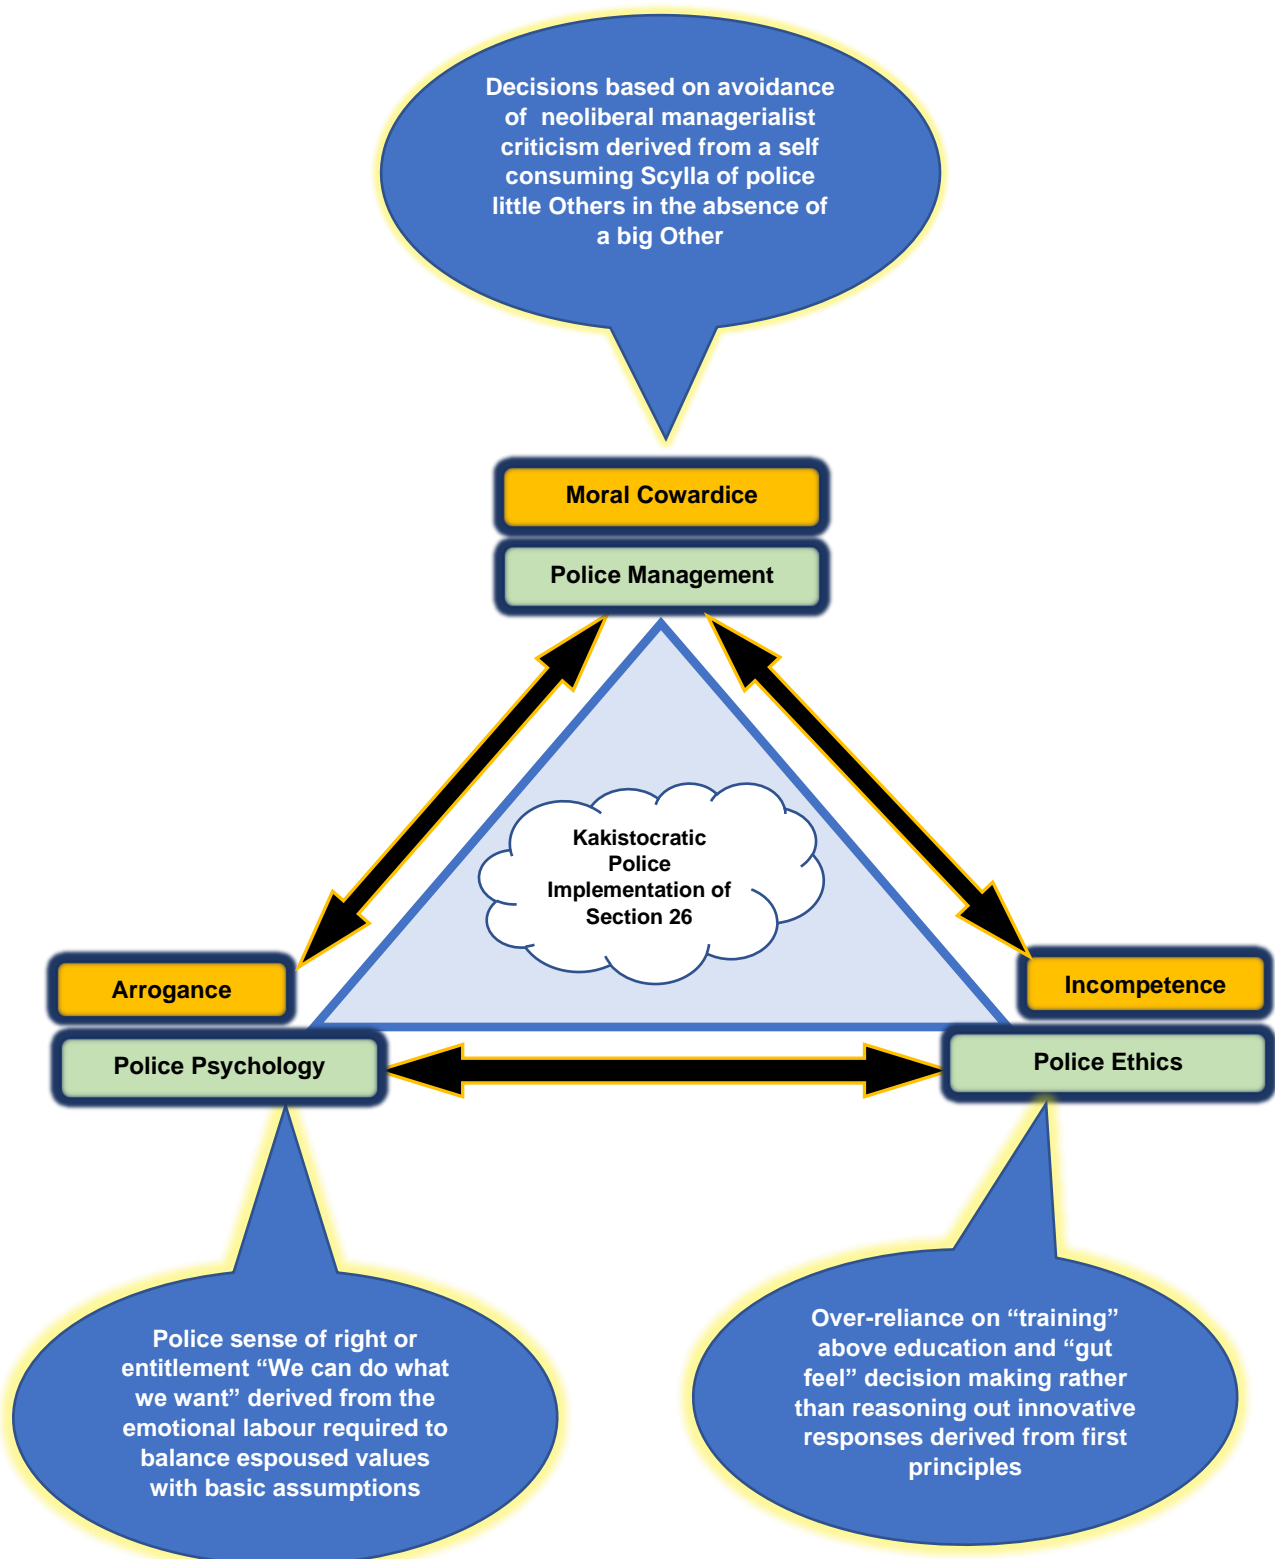 Decisions based on avoidance
of  neoliberal managerialist
criticism derived from a self
consuming Scylla of police
little Others in the absence of
a big Other
Moral Cowardice
Police Management
Kakistocratic
Police
Implementation of
Section 26
Arrogance
Police Psychology
Incompetence
Police Ethics
Police sense of right or
entitlement “We can do what
we want” derived from the
emotional labour required to
balance espoused values
with basic assumptions
Over-reliance on “training”
above education and “gut
feel” decision making rather
than reasoning out innovative
responses derived from first
principles